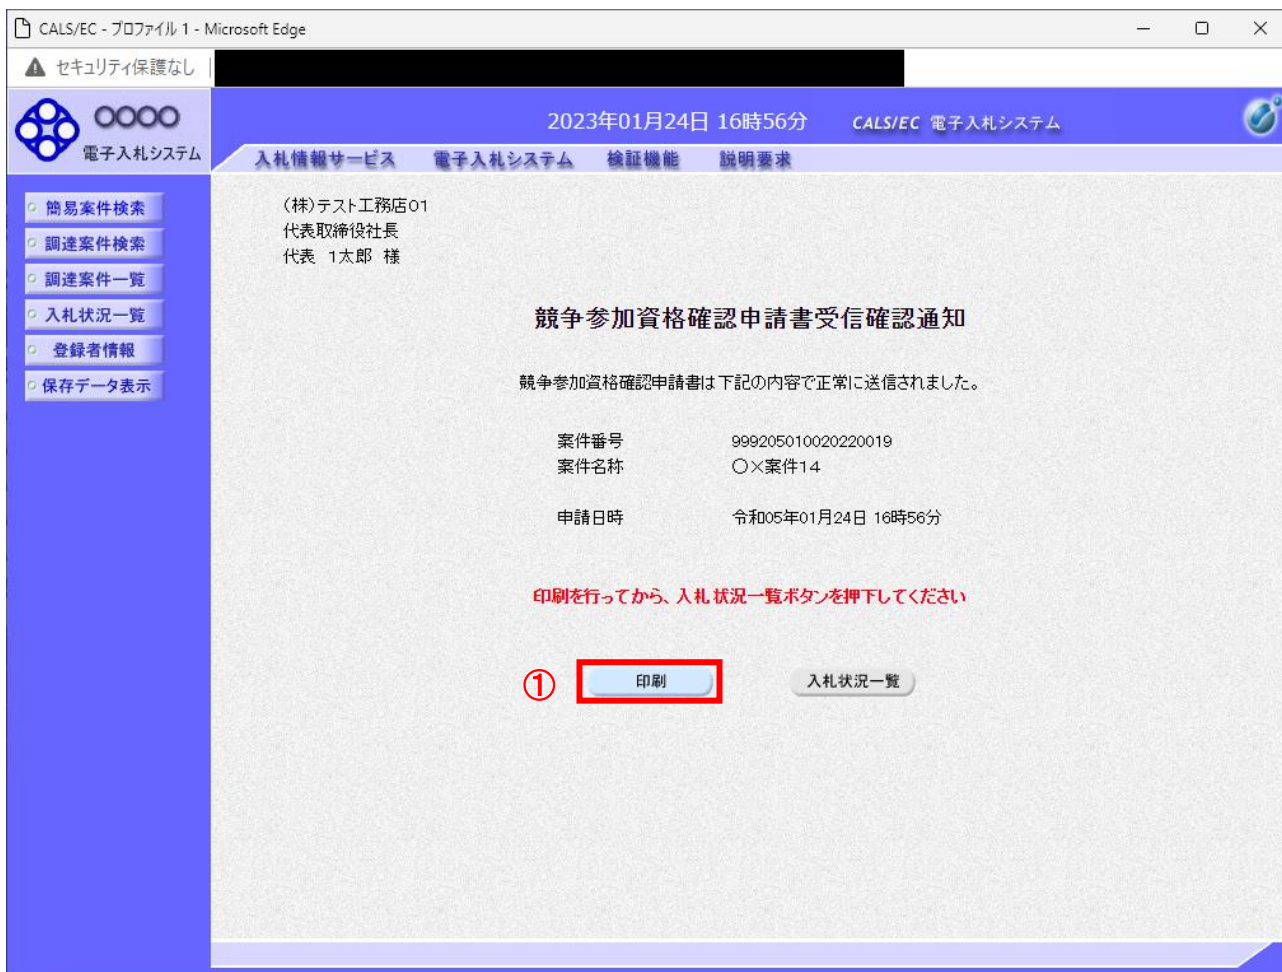 CALS/EC - プロファイル 1 - Microsoft Edge
セキュリティ保護なし
○○○○
電子入札システム
2023年01月24日 16時56分
CALS/EC 電子入札システム
入札情報サービス 電子入札システム 検証機能 説明要求
簡易案件検索
調達案件検索
調達案件一覧
入札状況一覧
登録者情報
保存データ表示
(株)テスト工務店01
代表取締役社長
代表 1太郎 様
競争参加資格確認申請書受信確認通知
競争参加資格確認申請書は下記の内容で正常に送信されました。
案件番号 999205010020220019
案件名称 ○×案件14
申請日時 令和05年01月24日 16時56分
印刷を行ってから、入札状況一覧ボタンを押下してください
① 印刷 入札状況一覧